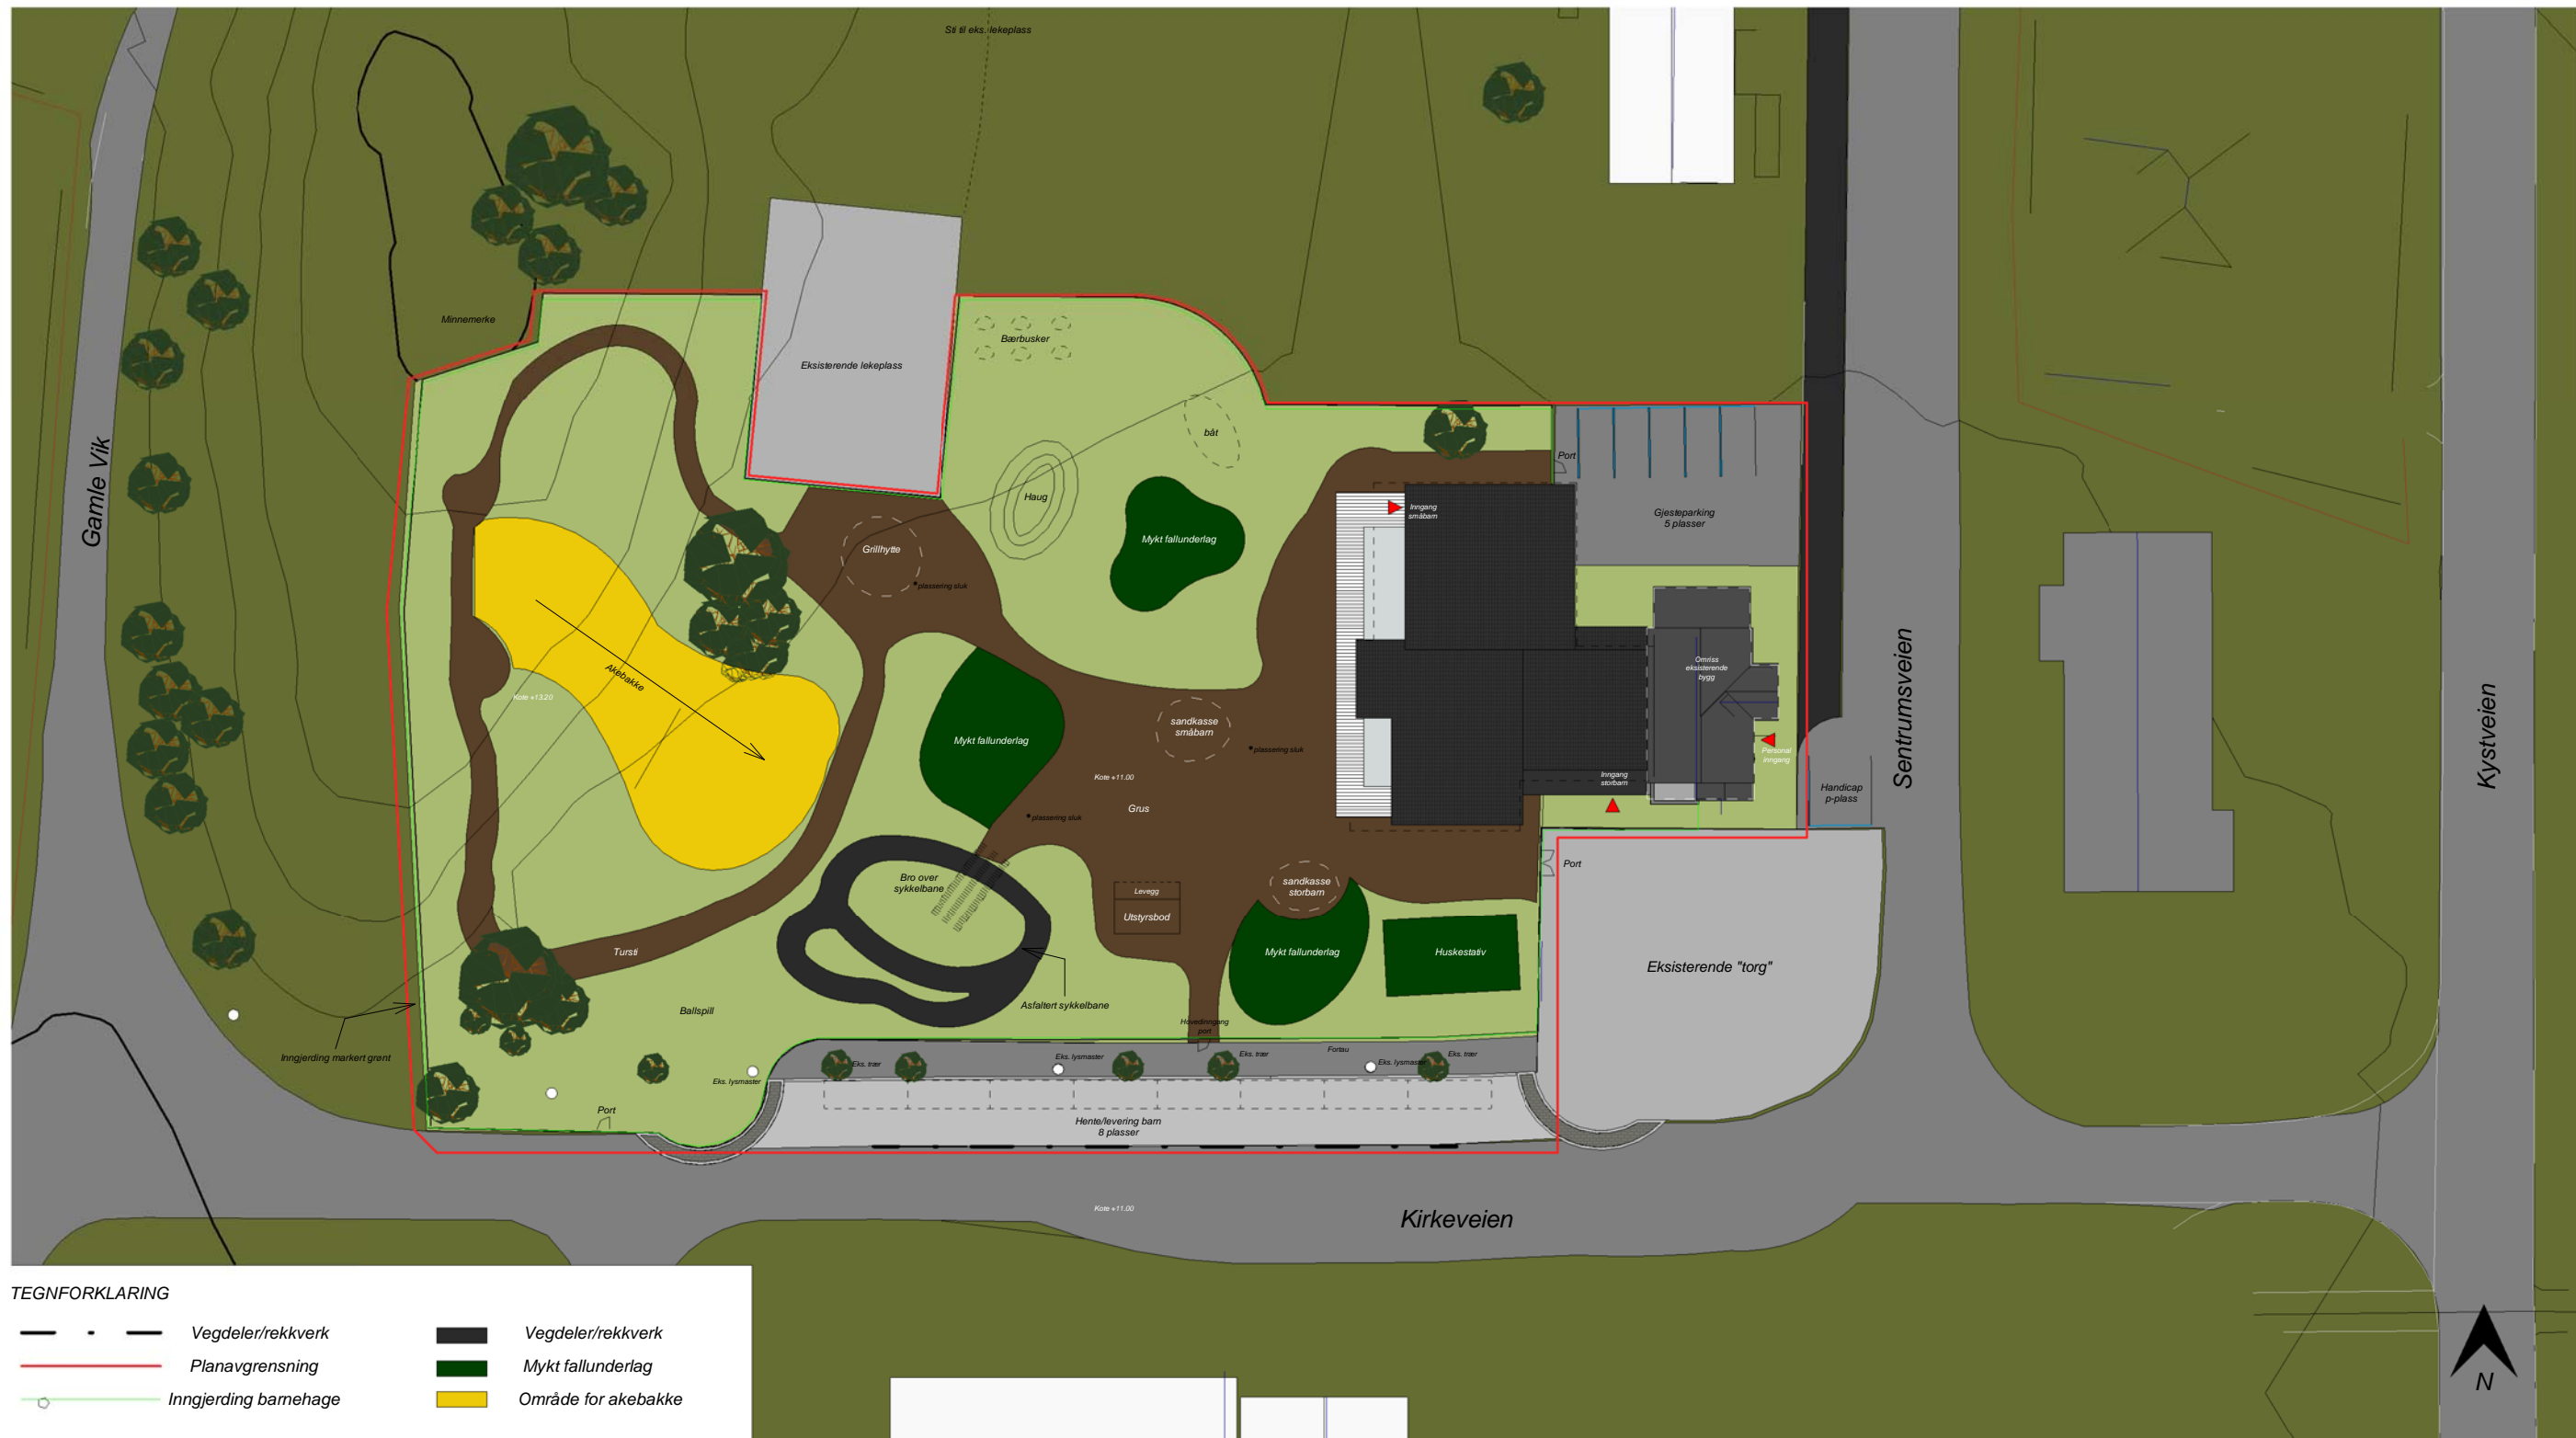 Sti til eks. lekeplass
Minnemerke
Eksisterende lekeplass
Bærbusker
båt
Haug
Mykt fallunderlag
Port
Inngang
småbarn
Gjesteparking
5 plasser
Grillhytte
plassering sluk
Gamle Vik
Akebakke
Kote +13.20
Mykt fallunderlag
sandkasse
småbarn
plassering sluk
Omriss
eksisterende
bygg
Sentrumsveien
Kystveien
Personal
inngang
Inngang
storbarn
Handicap
p-plass
Kote +11.00
Grus
plassering sluk
Bro over
sykkelbane
Levegg
Utstyrsbod
sandkasse
storbarn
Port
Tursti
Mykt fallunderlag
Huskestativ
Eksisterende "torg"
Ballspill
Asfaltert sykkelbane
Hovedinngang
port
Inngjerding markert grønt
Eks. trær
Eks. lysmaster
Eks. trær
Fortau
Eks. lysmaster
Eks. trær
Eks. lysmaster
Port
Hente/levering barn
8 plasser
Kote +11.00
Kirkeveien
TEGNFORKLARING
Vegdeler/rekkverk
Vegdeler/rekkverk
Planavgrensning
Mykt fallunderlag
Inngjerding barnehage
Område for akebakke
N